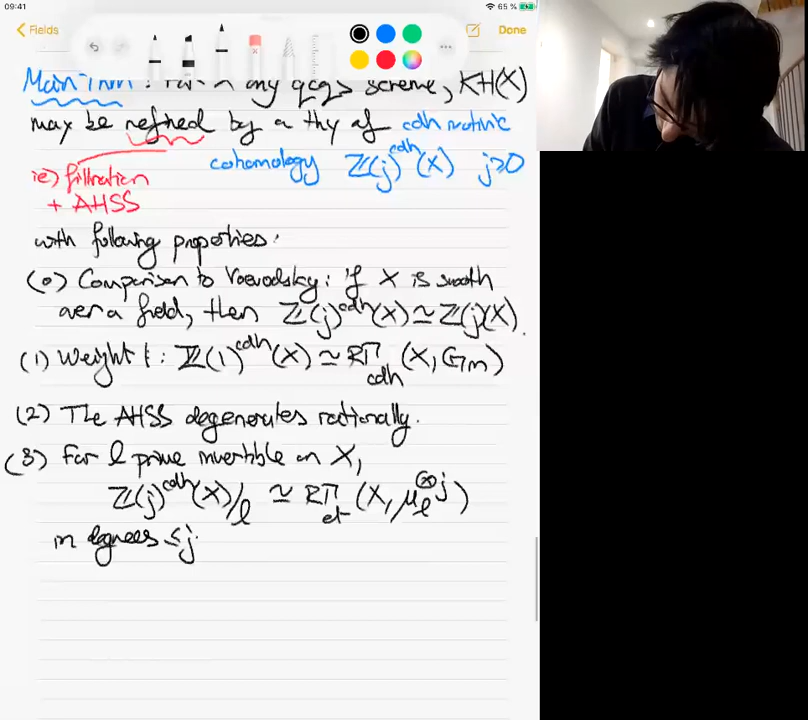 09:41
65 %
Fields
Done
Main Thm: For X any qcqs scheme, KH(X)
may be refined by a thy of cdh motivic
cohomology ℤ(j)^cdh(X) j≥0
ie) filtration
+ AHSS
with following properties:
(0) Comparison to Voevodsky: if X is smooth
over a field, then ℤ(j)^cdh(X) ≃ ℤ(j)(X).
(1) Weight 1: ℤ(1)^cdh(X) ≃ RΓ_cdh(X, Gm)
(2) The AHSS degenerates rationally.
(3) For l prime invertible on X,
ℤ(j)^cdh(X)/l ≃ RΓ_et(X, μ_l^⊗j)
in degrees ≤ j.